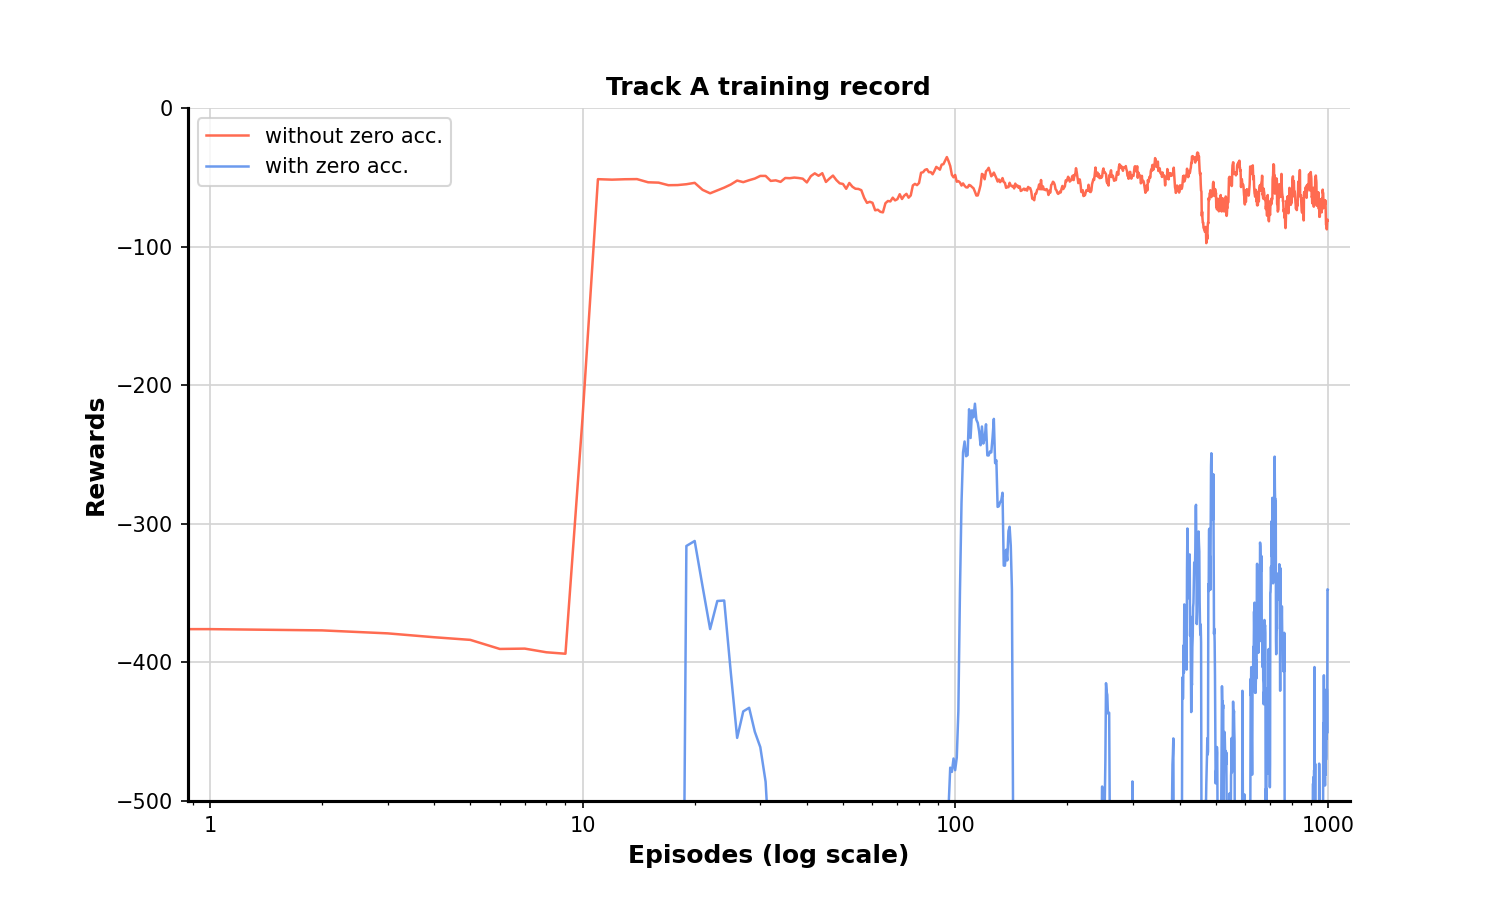 Track A training record
without zero acc.
with zero acc.
0
−100
−200
−300
−400
−500
Rewards
1
10
100
1000
Episodes (log scale)